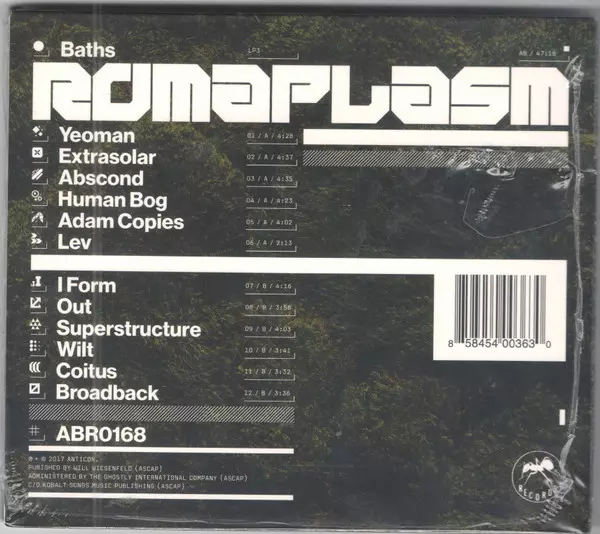 Baths
LP3
AB / 47:18
ROMAPLASM
Yeoman 01 / A / 4:28
Extrasolar 02 / A / 4:37
Abscond 03 / A / 4:35
Human Bog 04 / A / 4:23
Adam Copies 05 / A / 4:02
Lev 06 / A / 2:13
I Form 07 / B / 4:16
Out 08 / B / 3:58
Superstructure 09 / B / 4:03
Wilt 10 / B / 3:41
Coitus 11 / B / 3:32
Broadback 12 / B / 3:36
8 58454 00363 0
# ABR0168
℗ + © 2017 ANTICON.
PUBLISHED BY WILL WIESENFELD (ASCAP)
ADMINISTERED BY THE GHOSTLY INTERNATIONAL COMPANY (ASCAP)
C/O KOBALT SONGS MUSIC PUBLISHING (ASCAP)
RECORDS